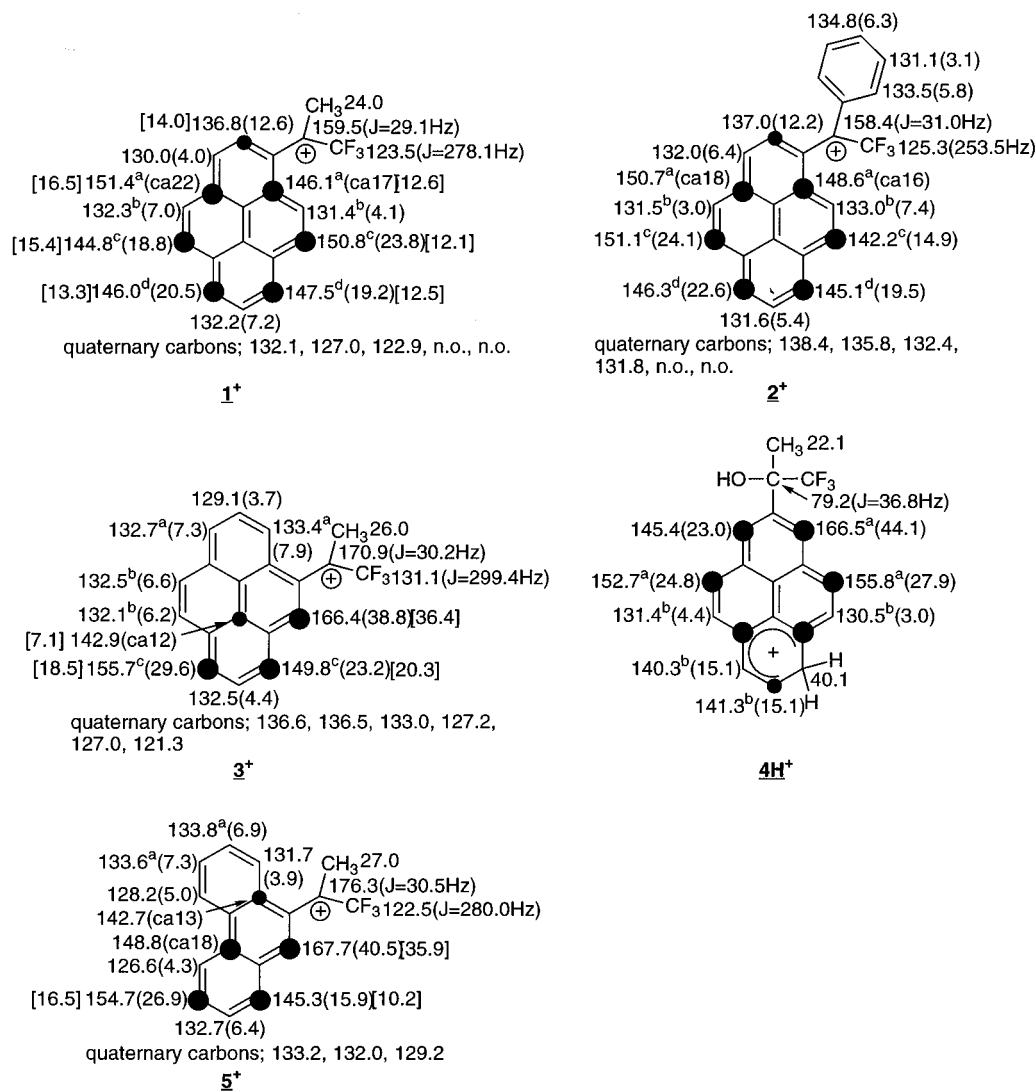 134.8(6.3)
131.1(3.1)
133.5(5.8)
CH3 24.0
[14.0] 136.8 (12.6)
159.5(J=29.1Hz)
CF3 123.5(J=278.1Hz)
130.0(4.0)
[16.5] 151.4a(ca22)
146.1a(ca17)[12.6]
132.3b(7.0)
131.4b(4.1)
[15.4] 144.8c(18.8)
150.8c(23.8)[12.1]
[13.3]146.0d(20.5)
147.5d(19.2)[12.5]
132.2(7.2)
quaternary carbons; 132.1, 127.0, 122.9, n.o., n.o.
1+
137.0(12.2)
158.4(J=31.0Hz)
CF3 125.3(253.5Hz)
132.0(6.4)
150.7a(ca18)
148.6a(ca16)
131.5b(3.0)
133.0b(7.4)
151.1c(24.1)
142.2c(14.9)
146.3d(22.6)
145.1d(19.5)
131.6(5.4)
quaternary carbons; 138.4, 135.8, 132.4,
131.8, n.o., n.o.
2+
129.1(3.7)
132.7a(7.3)
133.4a
(7.9)
CH3 26.0
170.9(J=30.2Hz)
CF3 131.1(J=299.4Hz)
132.5b(6.6)
132.1b(6.2)
[7.1] 142.9(ca12)
166.4(38.8)[36.4]
[18.5] 155.7c(29.6)
149.8c(23.2)[20.3]
132.5(4.4)
quaternary carbons; 136.6, 136.5, 133.0, 127.2,
127.0, 121.3
3+
CH3 22.1
HO-C-CF3
79.2(J=36.8Hz)
145.4(23.0)
166.5a(44.1)
152.7a(24.8)
155.8a(27.9)
131.4b(4.4)
130.5b(3.0)
+
140.3b(15.1)
H
40.1
H
141.3b(15.1)
4H+
133.8a(6.9)
133.6a(7.3)
131.7
(3.9)
CH3 27.0
176.3(J=30.5Hz)
CF3 122.5(J=280.0Hz)
128.2(5.0)
142.7(ca13)
148.8(ca18)
167.7(40.5)[35.9]
126.6(4.3)
[16.5] 154.7(26.9)
145.3(15.9)[10.2]
132.7(6.4)
quaternary carbons; 133.2, 132.0, 129.2
5+